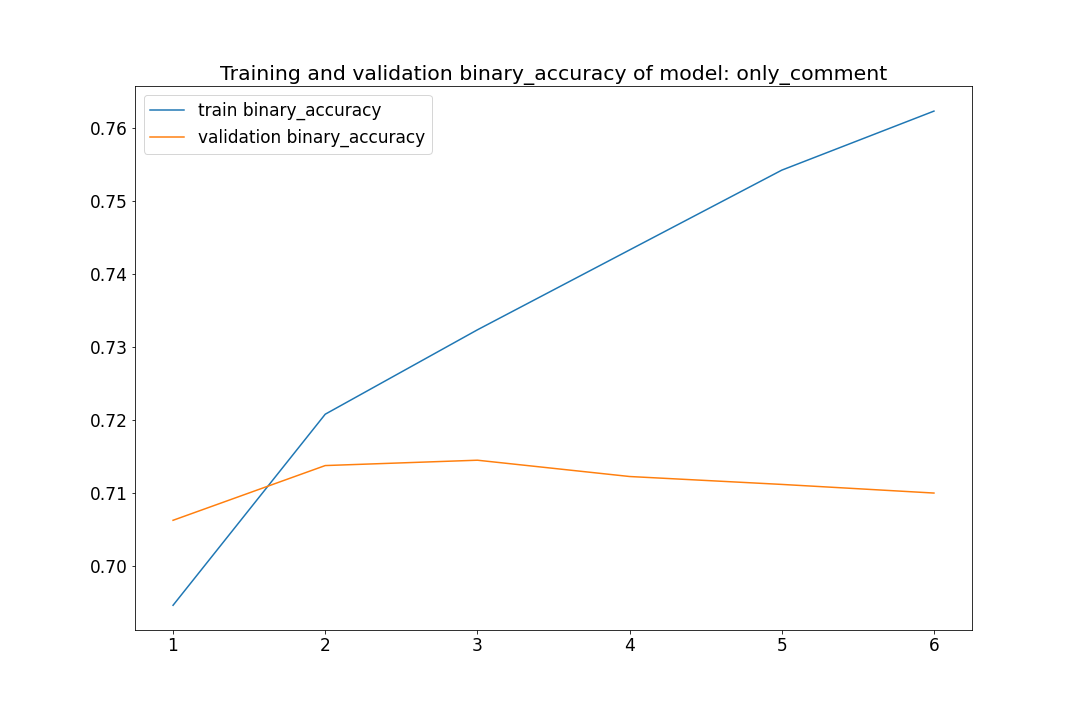 Training and validation binary_accuracy of model: only_comment
train binary_accuracy
validation binary_accuracy
0.76
0.75
0.74
0.73
0.72
0.71
0.70
1 2 3 4 5 6